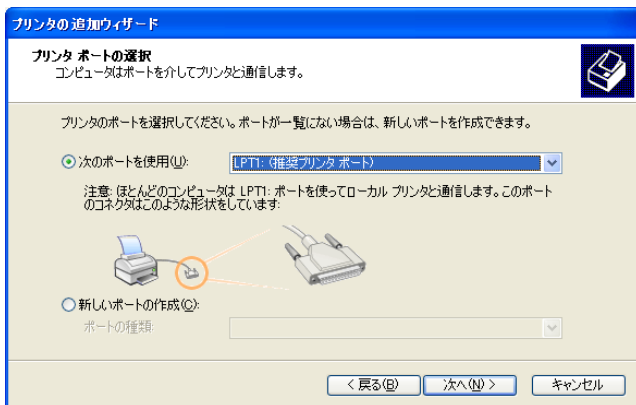 プリンタの追加ウィザード
プリンタ ポートの選択
コンピュータはポートを介してプリンタと通信します。
プリンタのポートを選択してください。ポートが一覧にない場合は、新しいポートを作成できます。
次のポートを使用(U):
LPT1: (推奨プリンタ ポート)
注意: ほとんどのコンピュータは LPT1: ポートを使ってローカル プリンタと通信します。このポート
のコネクタはこのような形状をしています:
新しいポートの作成(C):
ポートの種類:
< 戻る(B)
次へ(N) >
キャンセル